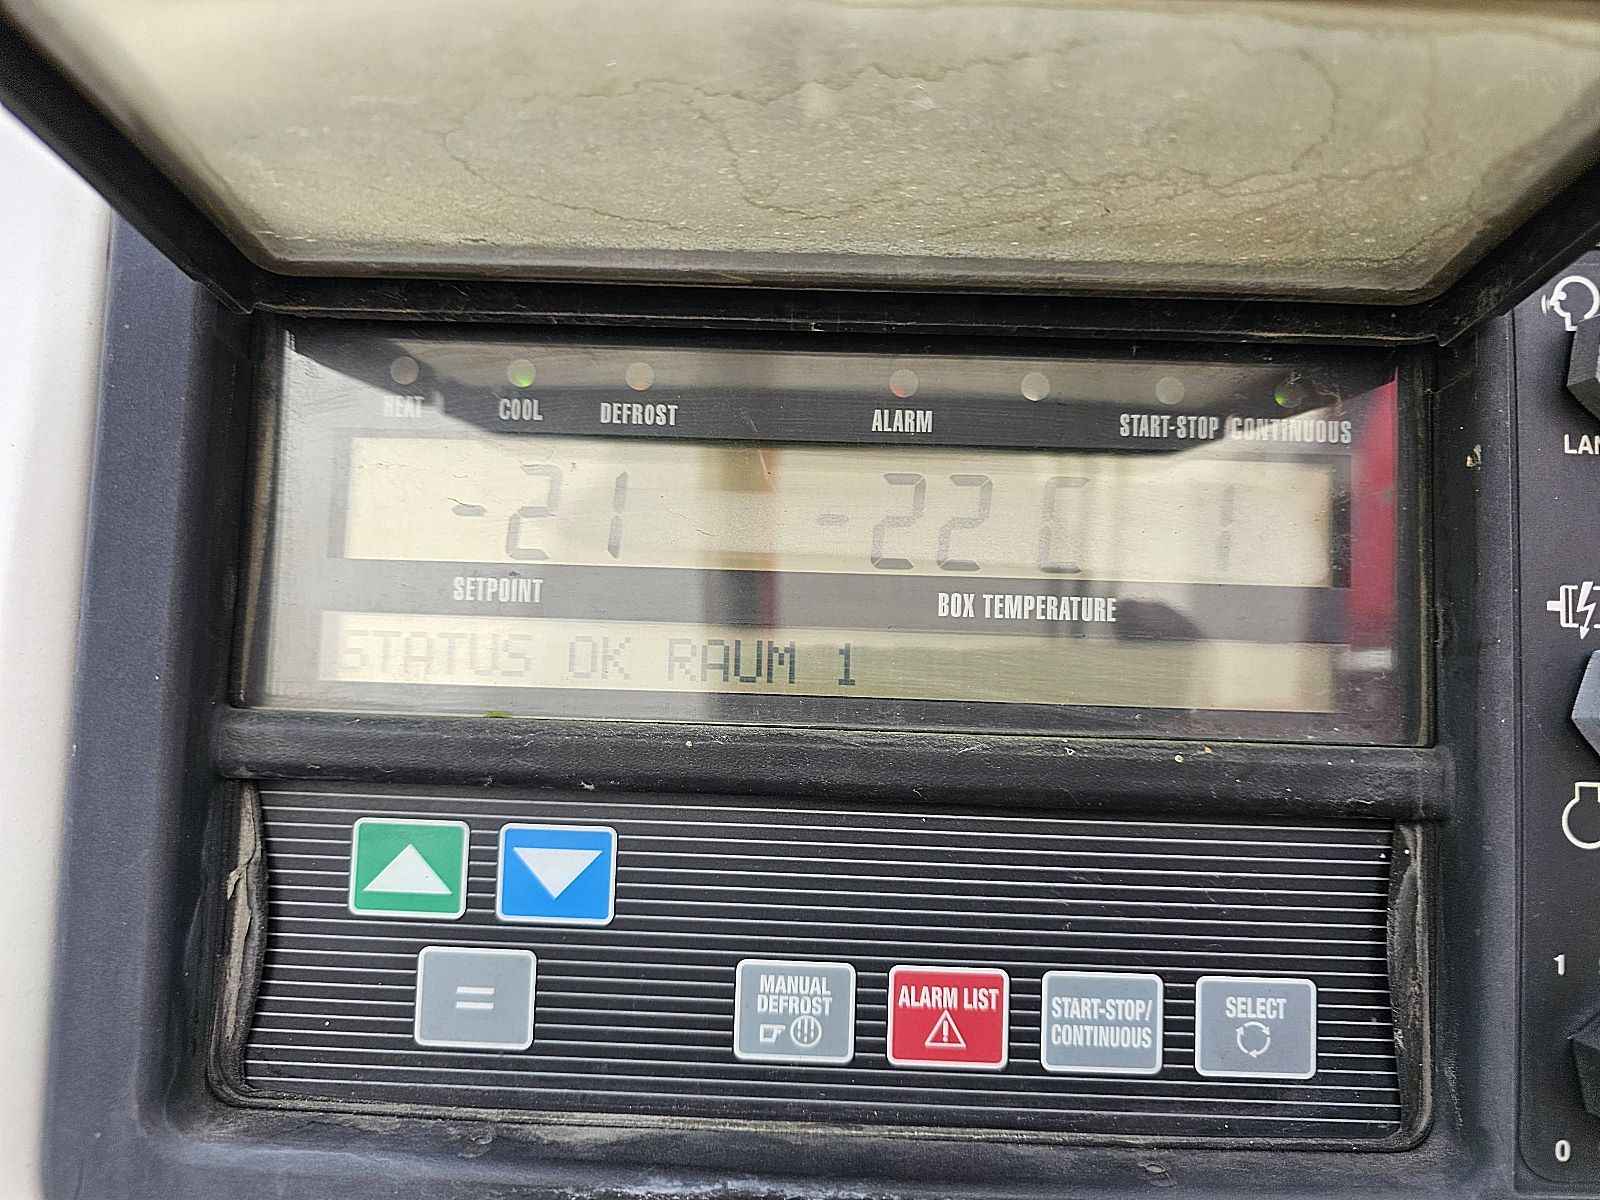 HEAT COOL DEFROST ALARM START-STOP CONTINUOUS
-21 -22 C 1
SETPOINT BOX TEMPERATURE
STATUS OK RAUM 1
=
MANUAL DEFROST
ALARM LIST
START-STOP/
CONTINUOUS
SELECT
1
0